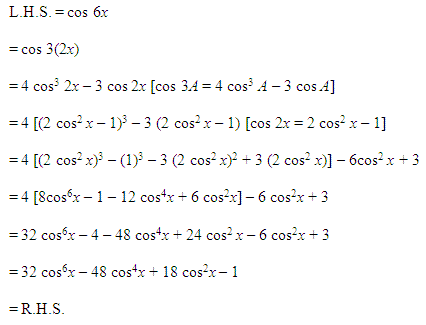 L.H.S. = cos 6x
= cos 3(2x)
= 4 cos³ 2x – 3 cos 2x [cos 3A = 4 cos³ A – 3 cos A]
= 4 [(2 cos² x – 1)³ – 3 (2 cos² x – 1) [cos 2x = 2 cos² x – 1]
= 4 [(2 cos² x)³ – (1)³ – 3 (2 cos² x)² + 3 (2 cos² x)] – 6cos² x + 3
= 4 [8cos⁶x – 1 – 12 cos⁴x + 6 cos²x] – 6 cos²x + 3
= 32 cos⁶x – 4 – 48 cos⁴x + 24 cos² x – 6 cos²x + 3
= 32 cos⁶x – 48 cos⁴x + 18 cos²x – 1
= R.H.S.